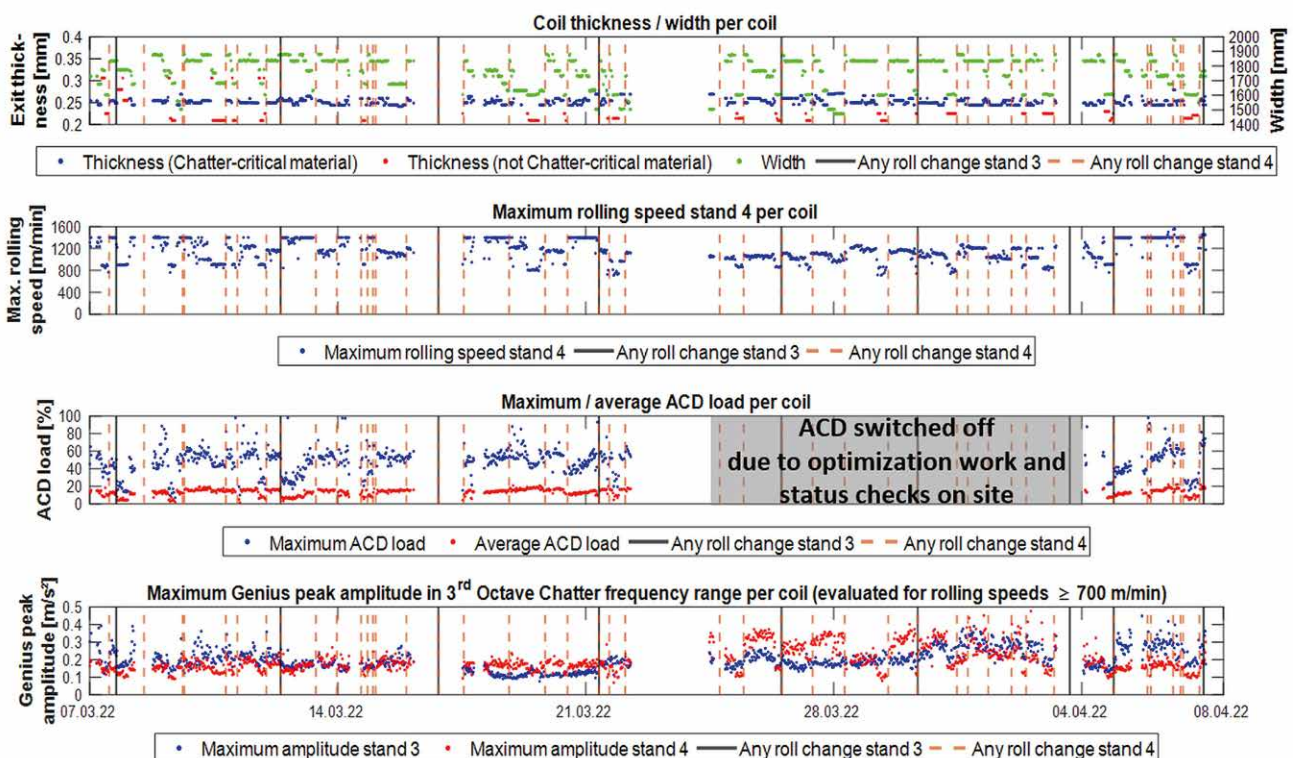 Coil thickness / width per coil
Exit thick-
ness [mm]
0.4
0.35
0.3
0.25
0.2
2000
1900
1800
1700
1600
1500
1400
Width [mm]
Thickness (Chatter-critical material) Thickness (not Chatter-critical material) Width Any roll change stand 3 Any roll change stand 4
Maximum rolling speed stand 4 per coil
Max. rolling
speed [m/min]
1600
1200
800
400
0
Maximum rolling speed stand 4 Any roll change stand 3 Any roll change stand 4
Maximum / average ACD load per coil
ACD load [%]
100
80
60
40
20
0
ACD switched off
due to optimization work and
status checks on site
Maximum ACD load Average ACD load Any roll change stand 3 Any roll change stand 4
Maximum Genius peak amplitude in 3rd Octave Chatter frequency range per coil (evaluated for rolling speeds ≥ 700 m/min)
Genius peak
amplitude [m/s²]
0.5
0.4
0.3
0.2
0.1
0
07.03.22 14.03.22 21.03.22 28.03.22 04.04.22 08.04.22
Maximum amplitude stand 3 Maximum amplitude stand 4 Any roll change stand 3 Any roll change stand 4